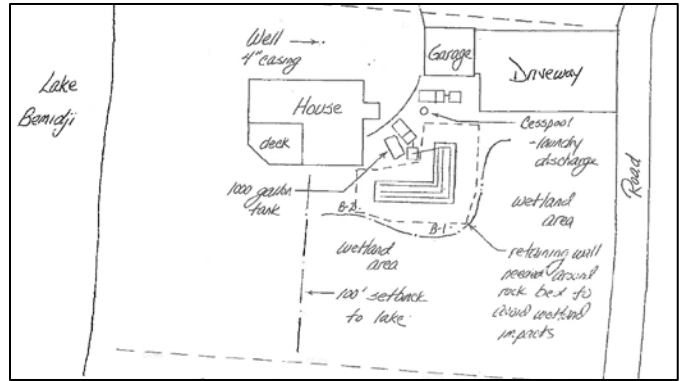 Well
4" casing
Garage
Driveway
Lake
Bemidji
House
deck
Cesspool
-laundry
discharge
1000 gallon
tank
Road
wetland
area
B-2
B-1
wetland
area
retaining wall
needed around
rock bed to
avoid wetland
impacts
100' setback
to lake